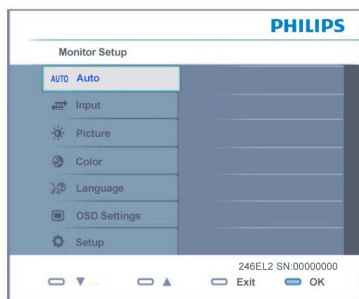 PHILIPS
Monitor Setup
AUTO Auto
Input
Picture
Color
Language
OSD Settings
Setup
246EL2 SN:00000000
Exit OK